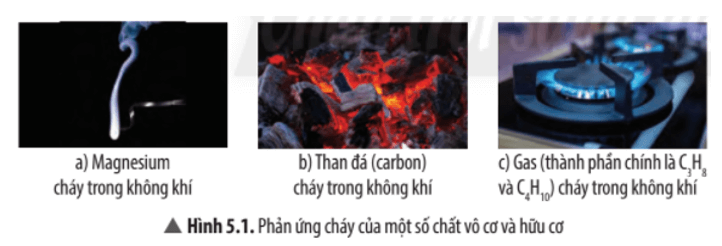 a) Magnesium
cháy trong không khí
b) Than đá (carbon)
cháy trong không khí
c) Gas (thành phần chính là C₃H₈
và C₄H₁₀) cháy trong không khí
▲ Hình 5.1. Phản ứng cháy của một số chất vô cơ và hữu cơ